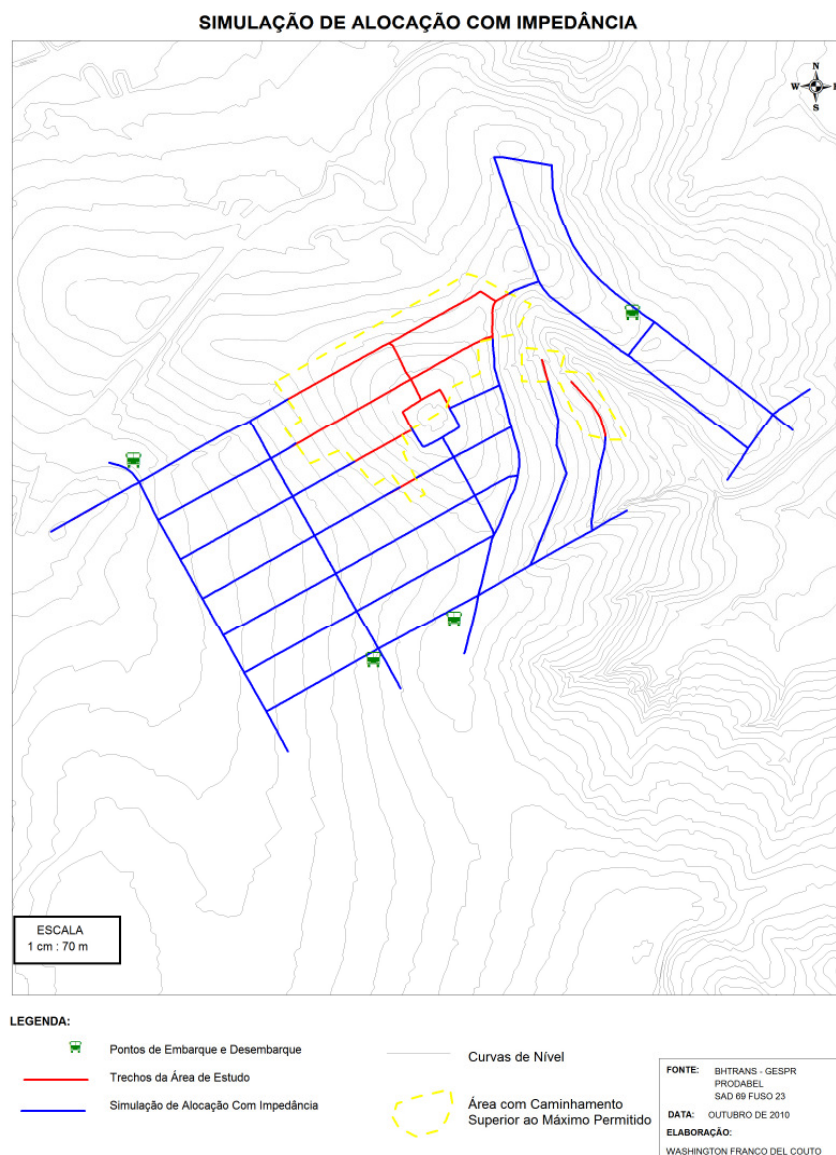 SIMULAÇÃO DE ALOCAÇÃO COM IMPEDÂNCIA
N
W
S
ESCALA
1 cm : 70 m
LEGENDA:
Pontos de Embarque e Desembarque
Trechos da Área de Estudo
Simulação de Alocação Com Impedância
Curvas de Nível
Área com Caminhamento
Superior ao Máximo Permitido
FONTE: BHTRANS - GESPR
PRODABEL
SAD 69 FUSO 23
DATA: OUTUBRO DE 2010
ELABORAÇÃO:
WASHINGTON FRANCO DEL COUTO